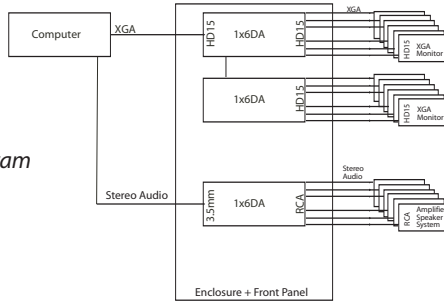 XGA
Computer
XGA
HD15
1x6DA
HD15
HD15
XGA
Monitor
1x6DA
HD15
HD15
XGA
Monitor
am
Stereo
Audio
Stereo Audio
3.5mm
1x6DA
RCA
RCA
Amplifie
Speaker
System
Enclosure + Front Panel